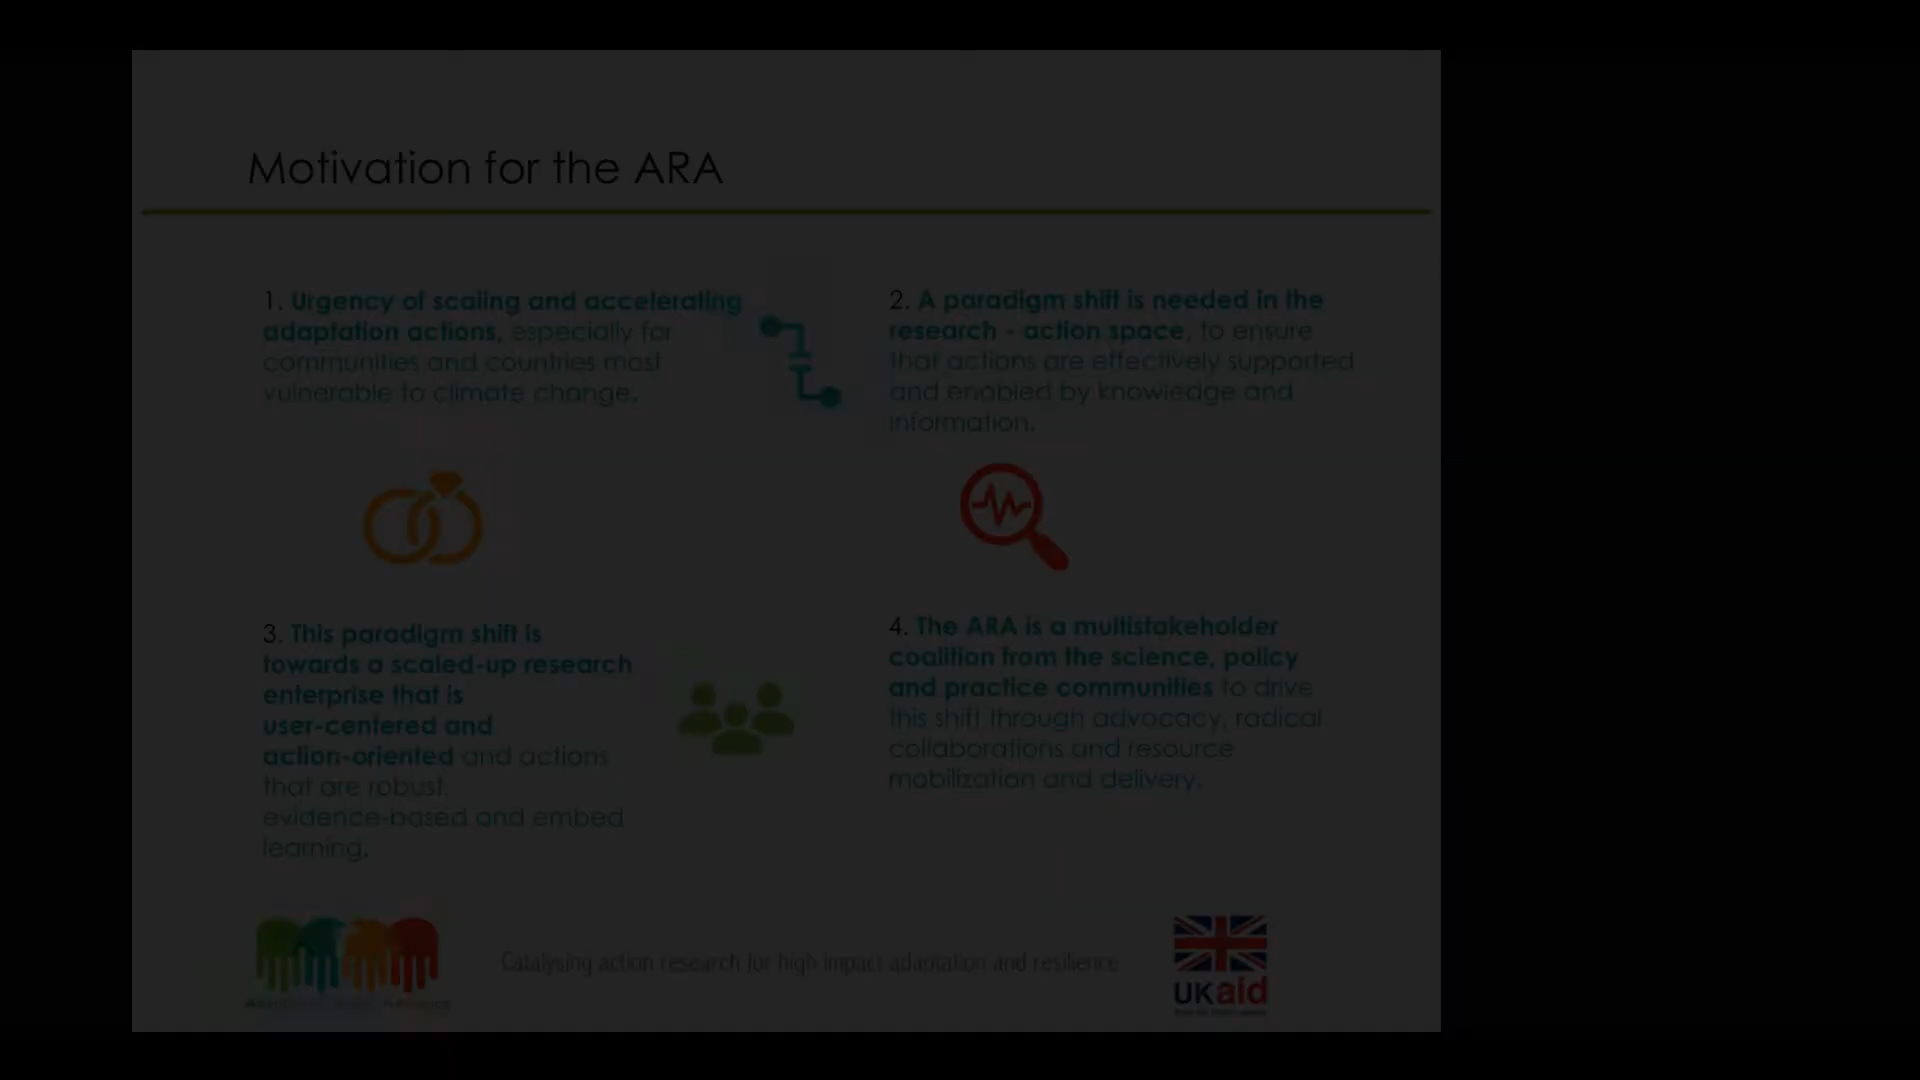 Motivation for the ARA
1. Urgency of scaling and accelerating
adaptation actions, especially for
communities and countries most
vulnerable to climate change.
2. A paradigm shift is needed in the
research - action space, to ensure
that actions are effectively supported
and enabled by knowledge and
information.
3. This paradigm shift is
towards a scaled-up research
enterprise that is
user-centered and
action-oriented and actions
that are robust,
evidence-based and embed
learning.
4. The ARA is a multistakeholder
coalition from the science, policy
and practice communities to drive
this shift through advocacy, radical
collaborations and resource
mobilization and delivery.
Catalysing action research for high impact adaptation and resilience
UKaid